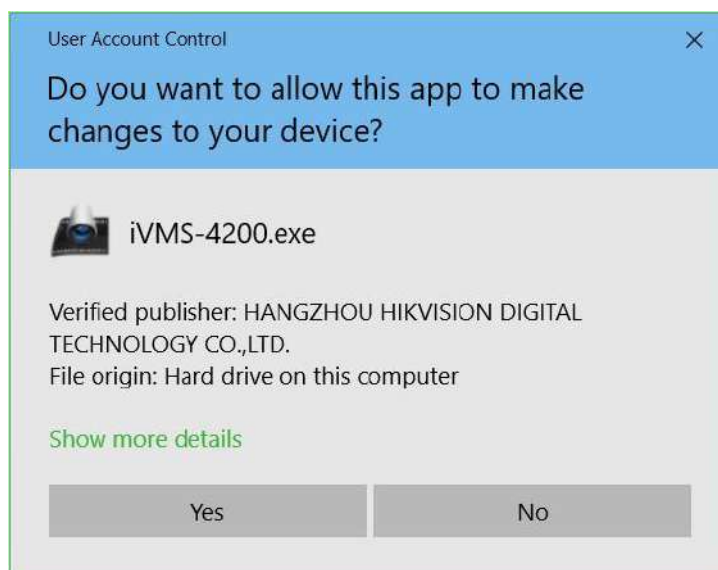 User Account Control
Do you want to allow this app to make
changes to your device?
iVMS-4200.exe
Verified publisher: HANGZHOU HIKVISION DIGITAL
TECHNOLOGY CO.,LTD.
File origin: Hard drive on this computer
Show more details
Yes
No